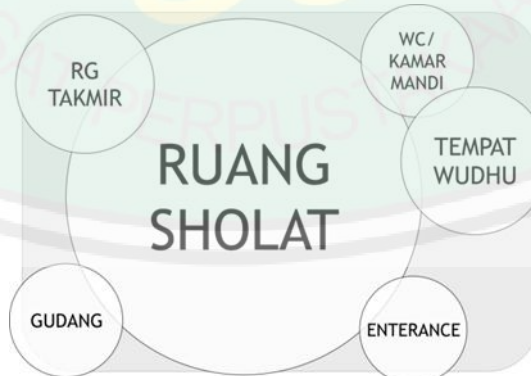 RG
TAKMIR
WC/
KAMAR
MANDI
RUANG
SHOLAT
TEMPAT
WUDHU
GUDANG
ENTERANCE